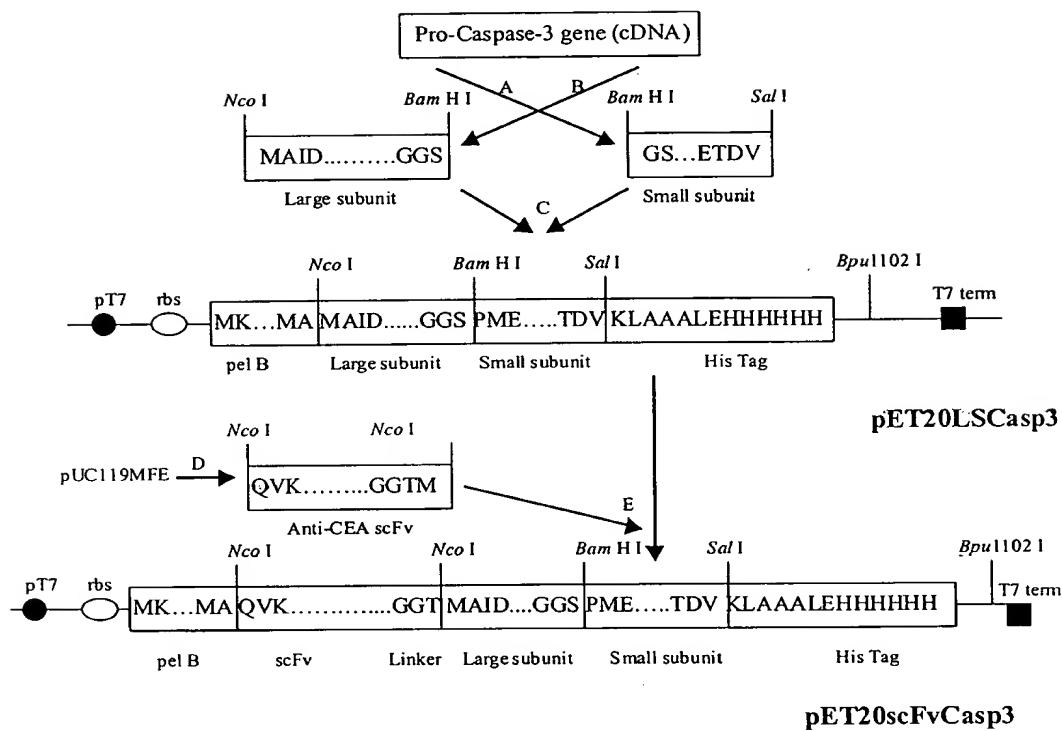 Pro-Caspase-3 gene (cDNA)
A B
Nco I Bam H I Bam H I Sal I
MAID...........GGS GS...ETDV
Large subunit Small subunit
C
Nco I Bam H I Sal I Bpu1102 I
pT7 rbs T7 term
MK...MA MAID......GGS PME.....TDV KLAAALEHHHHHH
pel B Large subunit Small subunit His Tag
pET20LSCasp3
Nco I Nco I
pUC119MFE D
QVK.........GGTM
Anti-CEA scFv
E
Nco I Nco I Bam H I Sal I Bpu1102 I
pT7 rbs T7 term
MK...MA QVK..............GGT MAID....GGS PME.....TDV KLAAALEHHHHHH
pel B scFv Linker Large subunit Small subunit His Tag
pET20scFvCasp3